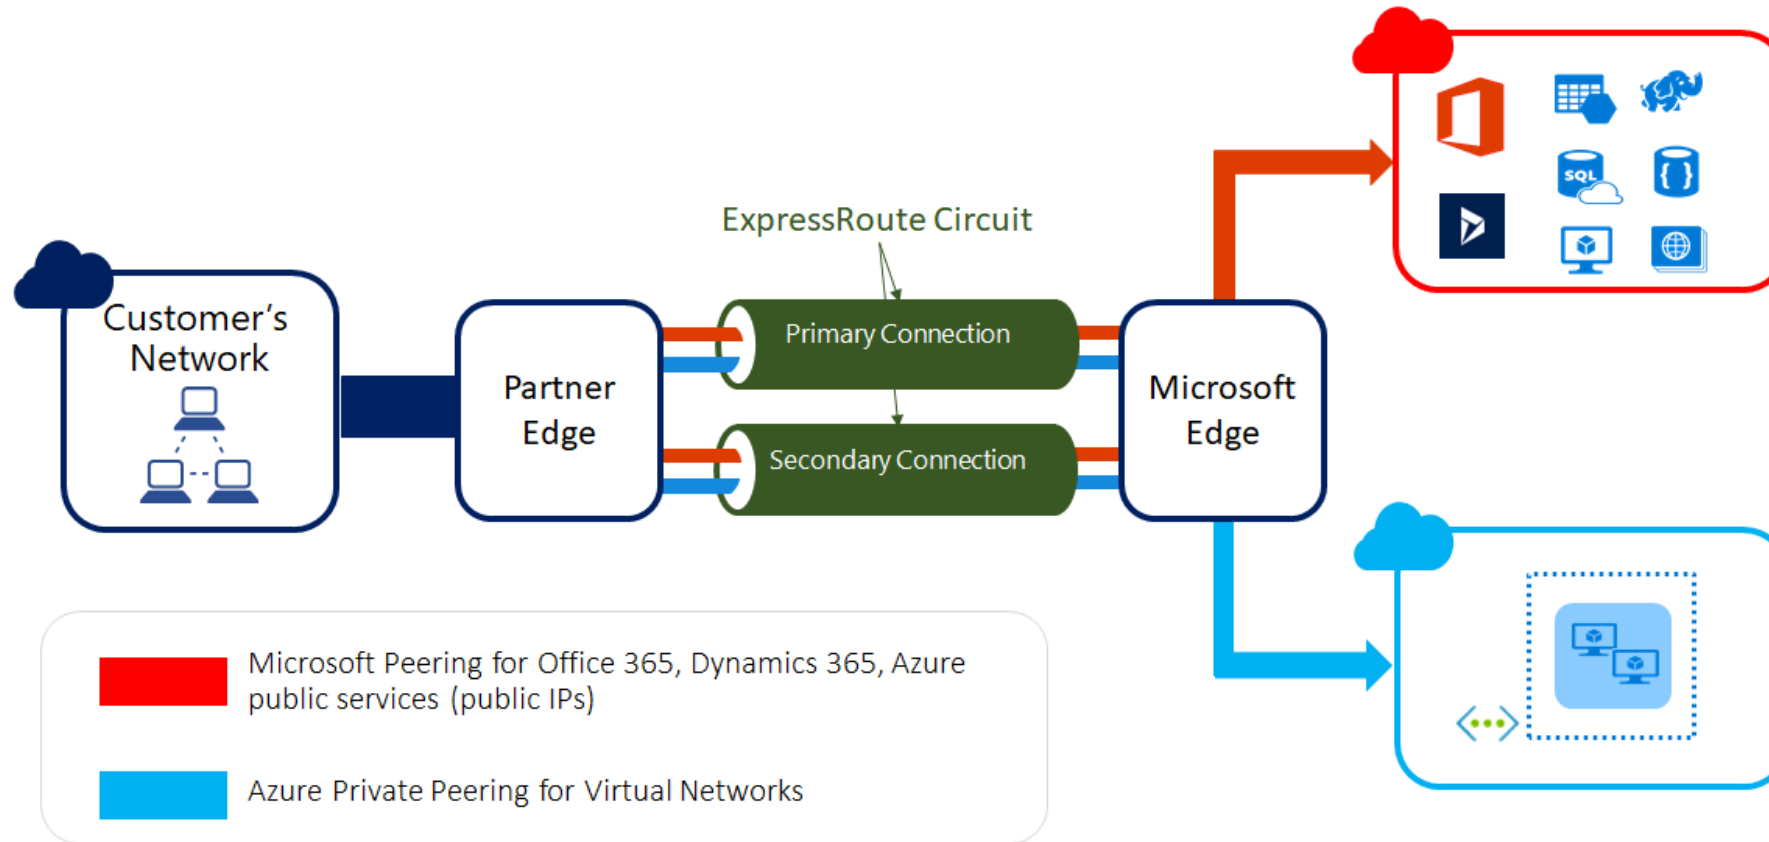 ExpressRoute Circuit
Customer's
Network
Partner
Edge
Primary Connection
Secondary Connection
Microsoft
Edge
SQL
Microsoft Peering for Office 365, Dynamics 365, Azure
public services (public IPs)
Azure Private Peering for Virtual Networks